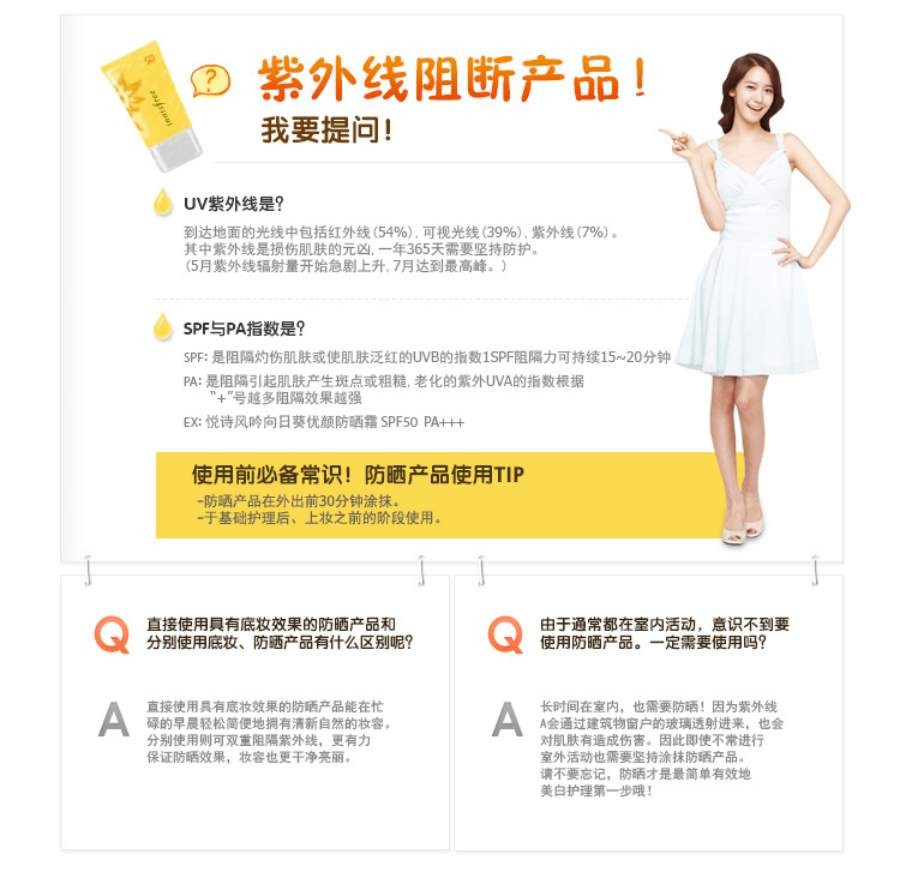 innisfree
?
紫外线阻断产品!
我要提问!
UV紫外线是?
到达地面的光线中包括红外线(54%), 可视光线(39%), 紫外线(7%)。
其中紫外线是损伤肌肤的元凶, 一年365天需要坚持防护。
(5月紫外线辐射量开始急剧上升, 7月达到最高峰。)
SPF与PA指数是?
SPF: 是阻隔灼伤肌肤或使肌肤泛红的UVB的指数1SPF阻隔力可持续15~20分钟
PA: 是阻隔引起肌肤产生斑点或粗糙, 老化的紫外UVA的指数根据
“+”号越多阻隔效果越强
EX: 悦诗风吟向日葵优颜防晒霜 SPF50 PA+++
使用前必备常识! 防晒产品使用TIP
-防晒产品在外出前30分钟涂抹。
-于基础护理后、上妆之前的阶段使用。
Q
直接使用具有底妆效果的防晒产品和
分别使用底妆、防晒产品有什么区别呢?
A
直接使用具有底妆效果的防晒产品能在忙
碌的早晨轻松简便地拥有清新自然的妆容。
分别使用则可双重阻隔紫外线，更有力
保证防晒效果，妆容也更干净亮丽。
Q
由于通常都在室内活动，意识不到要
使用防晒产品。一定需要使用吗?
A
长时间在室内，也需要防晒! 因为紫外线
A会通过建筑物窗户的玻璃透射进来，也会
对肌肤有造成伤害。因此即使不常进行
室外活动也需要坚持涂抹防晒产品。
请不要忘记，防晒才是最简单有效地
美白护理第一步哦!